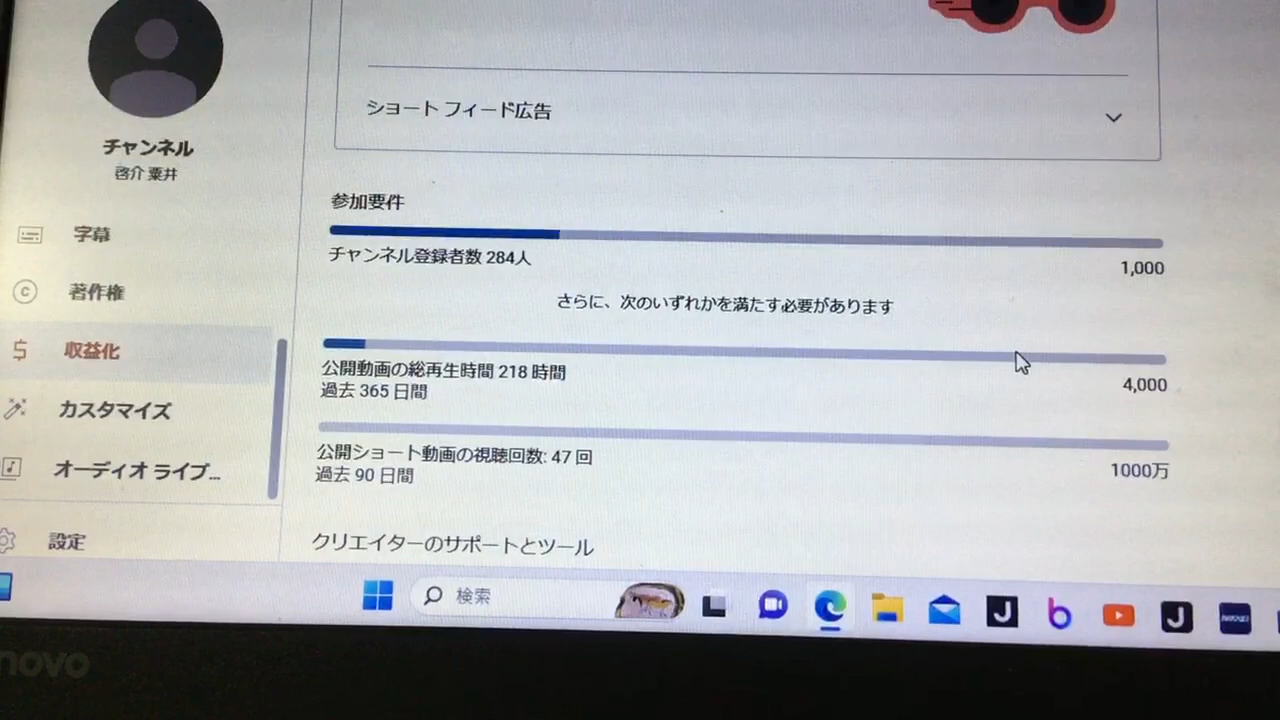 ショート フィード広告
チャンネル
啓介 粟井
字幕
著作権
収益化
カスタマイズ
オーディオ ライブ...
設定
参加要件
チャンネル登録者数 284人
1,000
さらに、次のいずれかを満たす必要があります
公開動画の総再生時間 218 時間
過去 365 日間
4,000
公開ショート動画の視聴回数: 47 回
過去 90 日間
1000万
クリエイターのサポートとツール
検索
novo